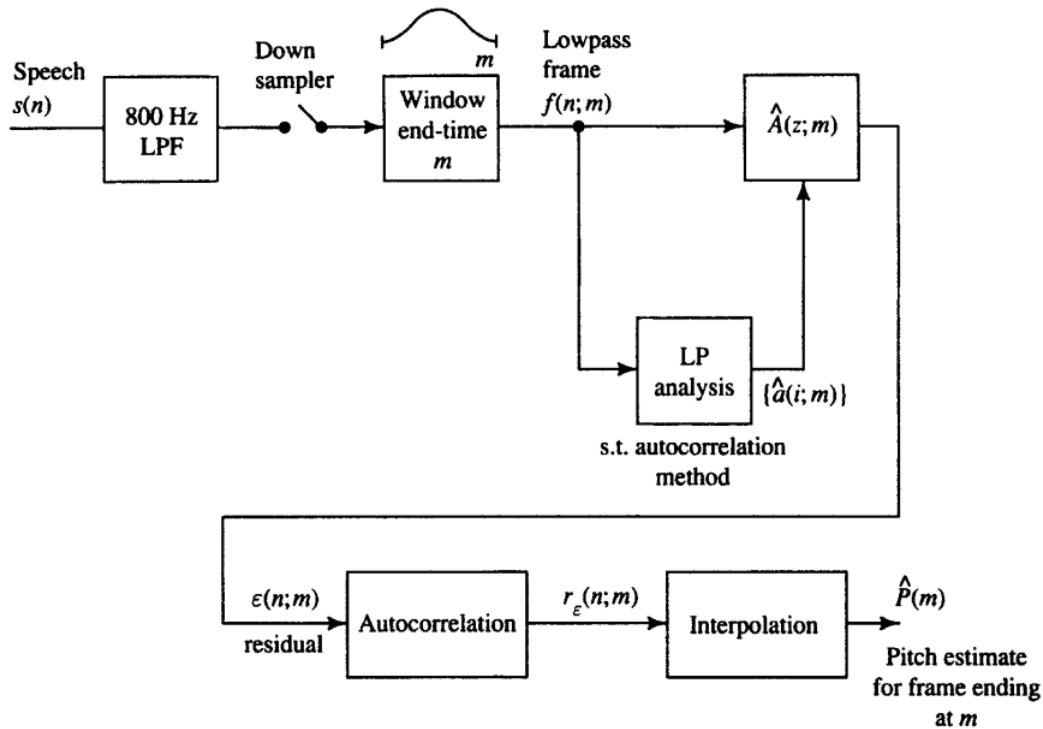 Speech
s(n)
800 Hz
LPF
Down
sampler
m
Window
end-time
m
Lowpass
frame
f(n; m)
Â(z; m)
LP
analysis
{â(i; m)}
s.t. autocorrelation
method
ε(n; m)
residual
Autocorrelation
r_ε(n; m)
Interpolation
P̂(m)
Pitch estimate
for frame ending
at m